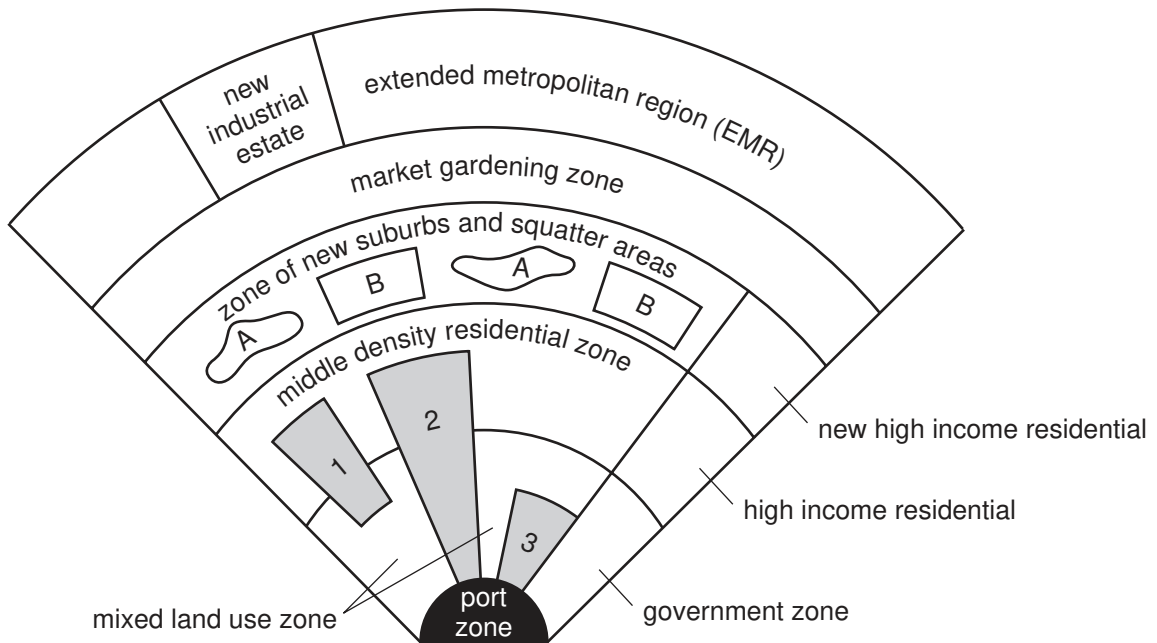 new
industrial
estate
extended metropolitan region (EMR)
market gardening zone
zone of new suburbs and squatter areas
A
B
A
B
middle density residential zone
1
2
3
new high income residential
high income residential
government zone
mixed land use zone
port
zone